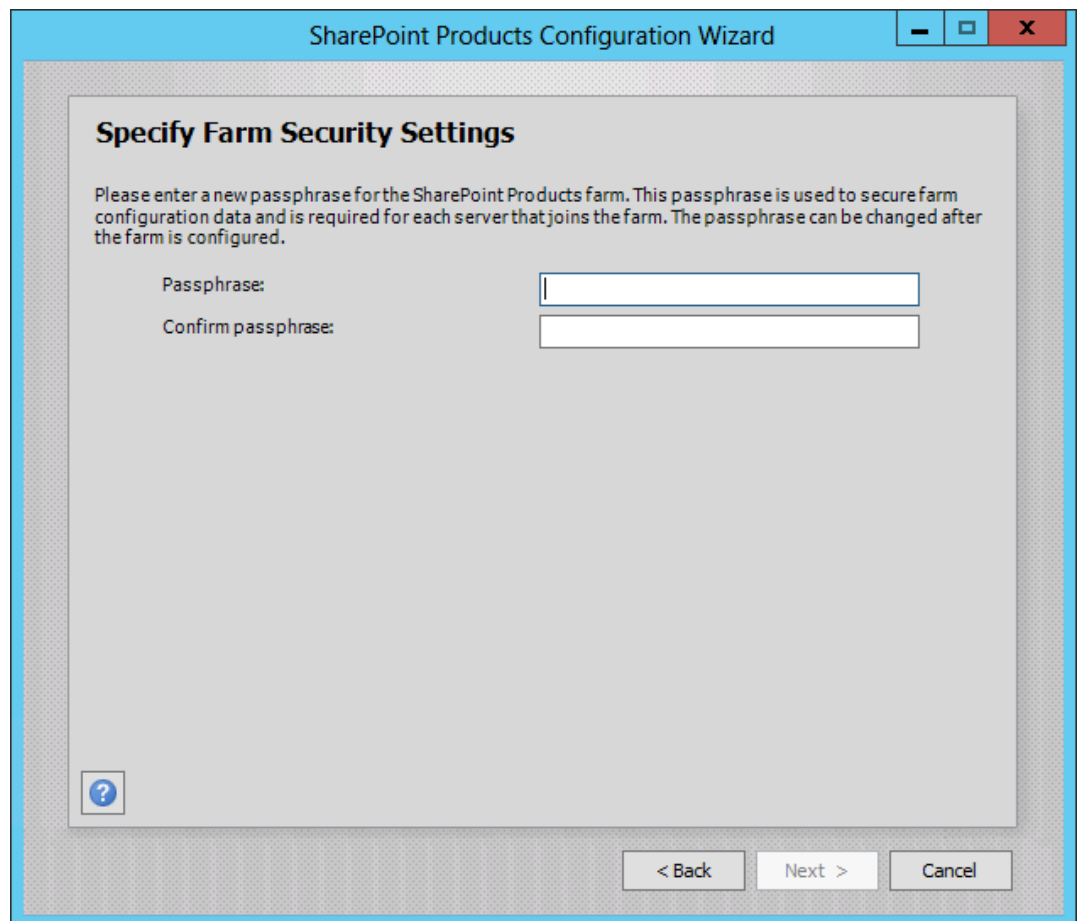 SharePoint Products Configuration Wizard
Specify Farm Security Settings
Please enter a new passphrase for the SharePoint Products farm. This passphrase is used to secure farm
configuration data and is required for each server that joins the farm. The passphrase can be changed after
the farm is configured.
Passphrase:
Confirm passphrase:
< Back Next > Cancel